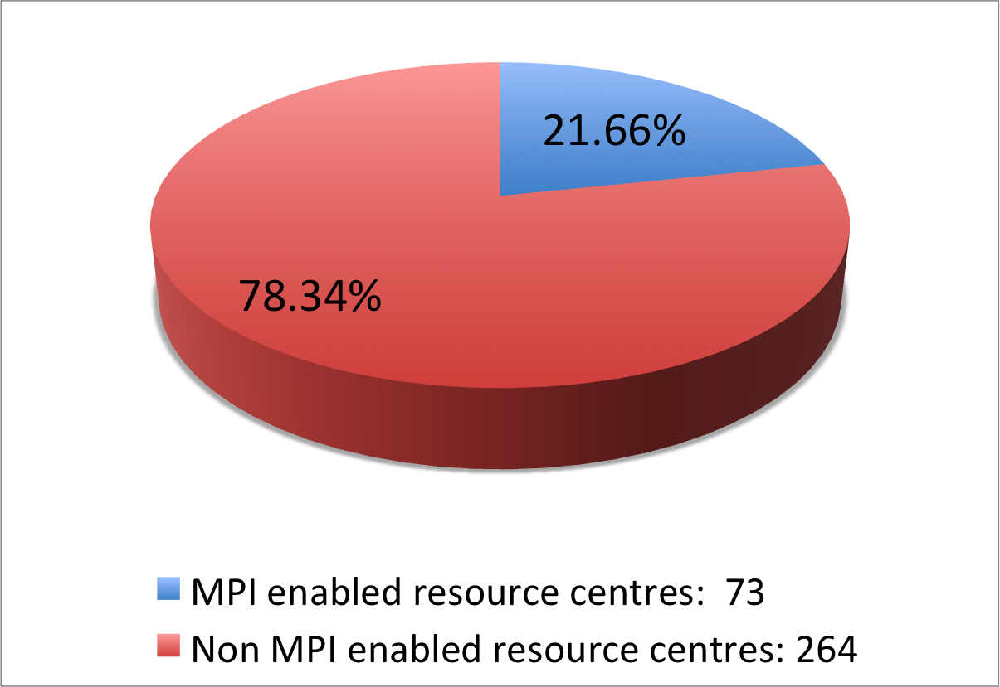 21.66%
78.34%
MPI enabled resource centres:  73
Non MPI enabled resource centres: 264